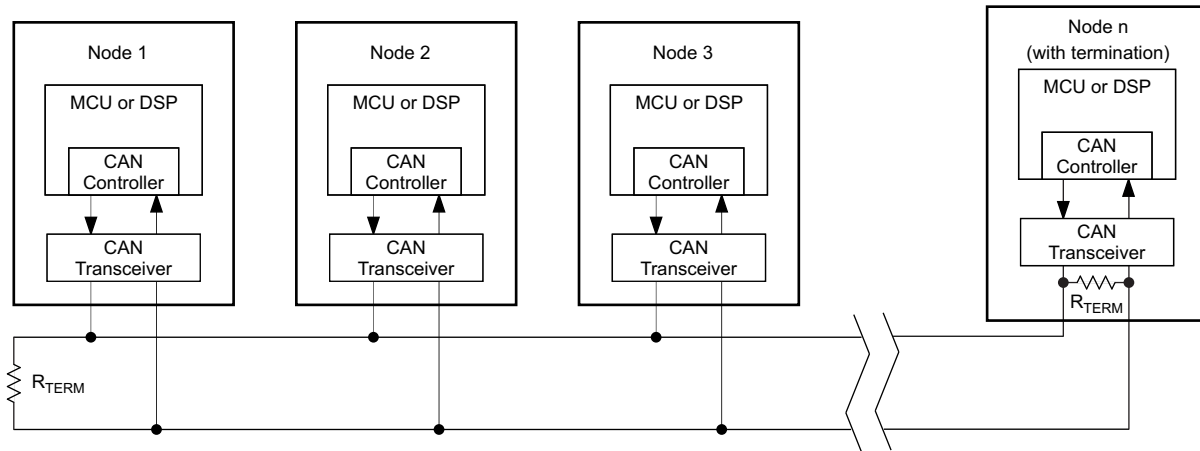 Node 1
MCU or DSP
CAN
Controller
CAN
Transceiver
Node 2
MCU or DSP
CAN
Controller
CAN
Transceiver
Node 3
MCU or DSP
CAN
Controller
CAN
Transceiver
Node n
(with termination)
MCU or DSP
CAN
Controller
CAN
Transceiver
RTERM
RTERM